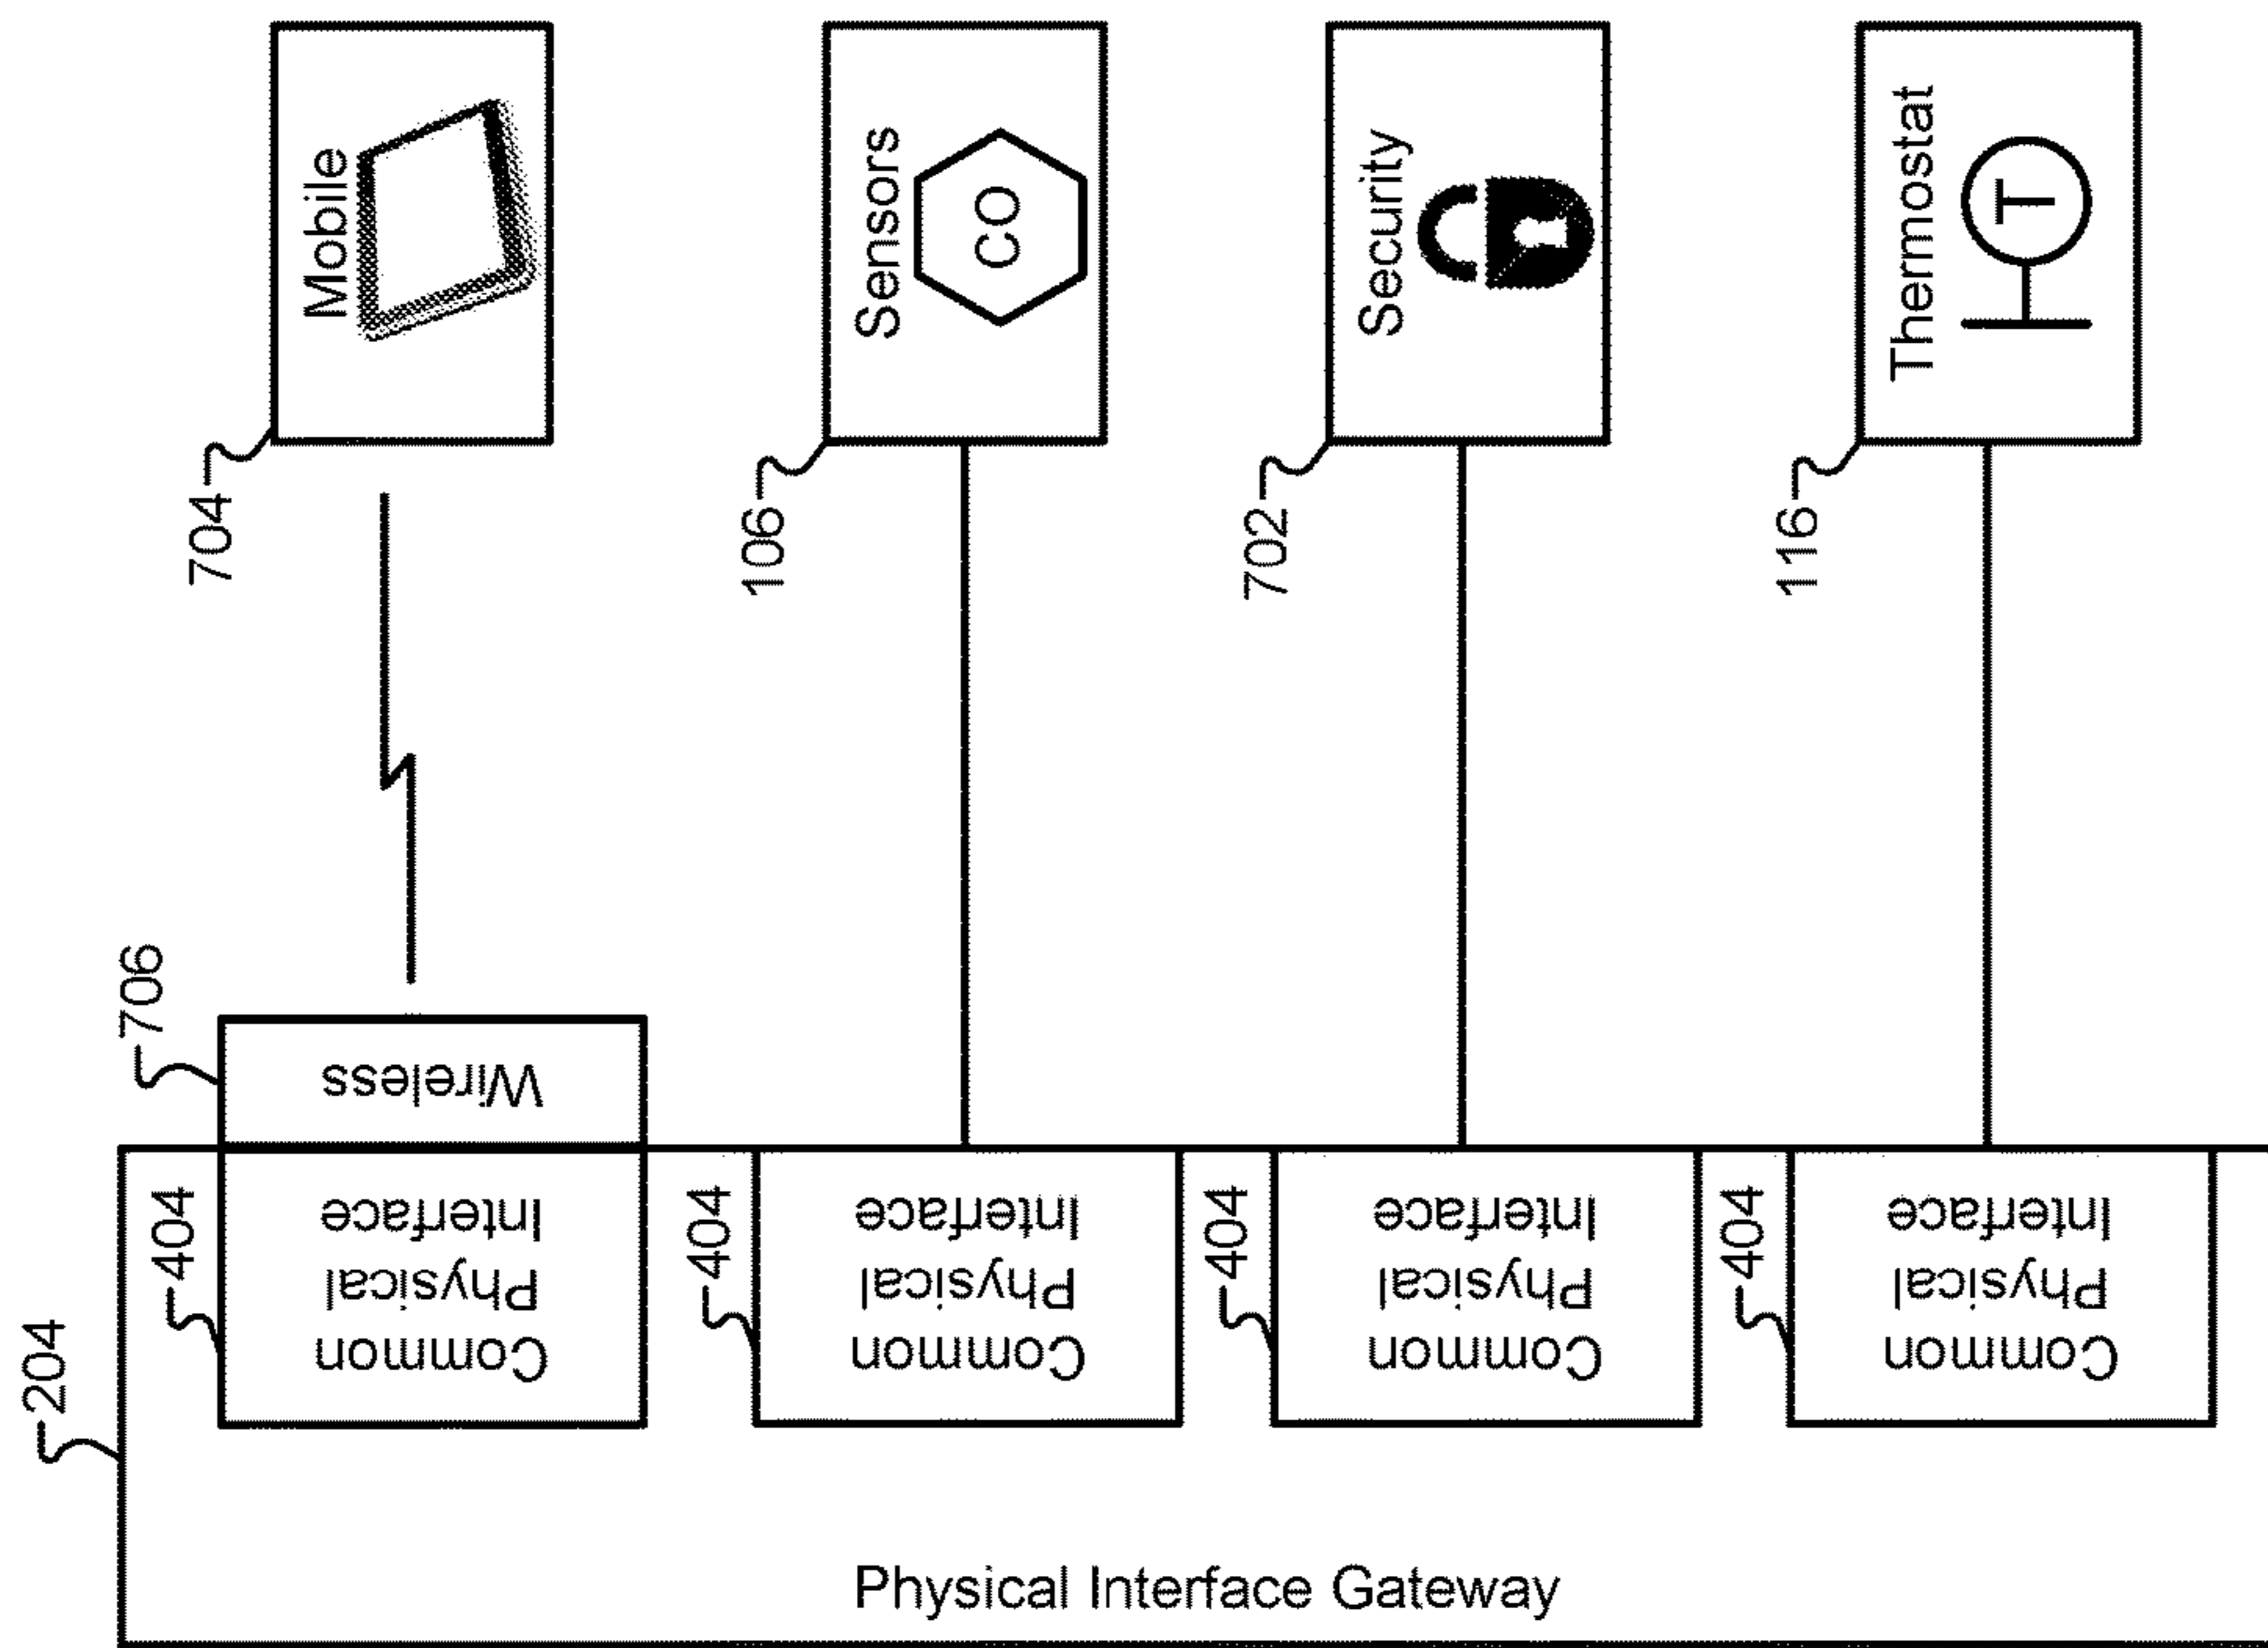 704
Mobile
106
Sensors
CO
702
Security
116
Thermostat
T
706
Wireless
204
404
Common
Physical
Interface
404
Common
Physical
Interface
404
Common
Physical
Interface
404
Common
Physical
Interface
Physical Interface Gateway